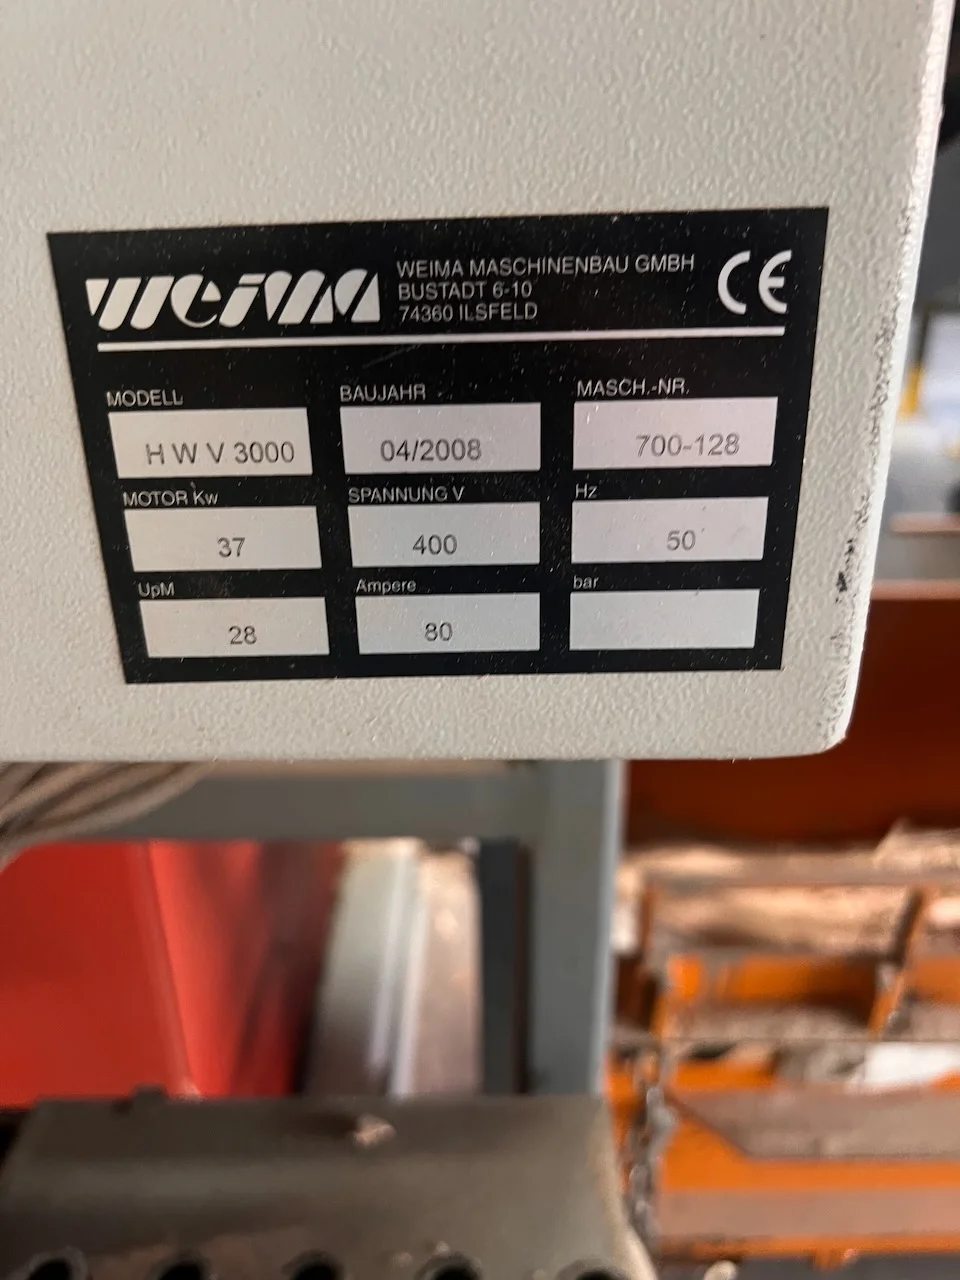 weima
WEIMA MASCHINENBAU GMBH
BUSTADT 6-10
74360 ILSFELD
CE
MODELL BAUJAHR MASCH.-NR.
H W V 3000 04/2008 700-128
MOTOR Kw SPANNUNG V Hz
37 400 50
UpM Ampere bar
28 80